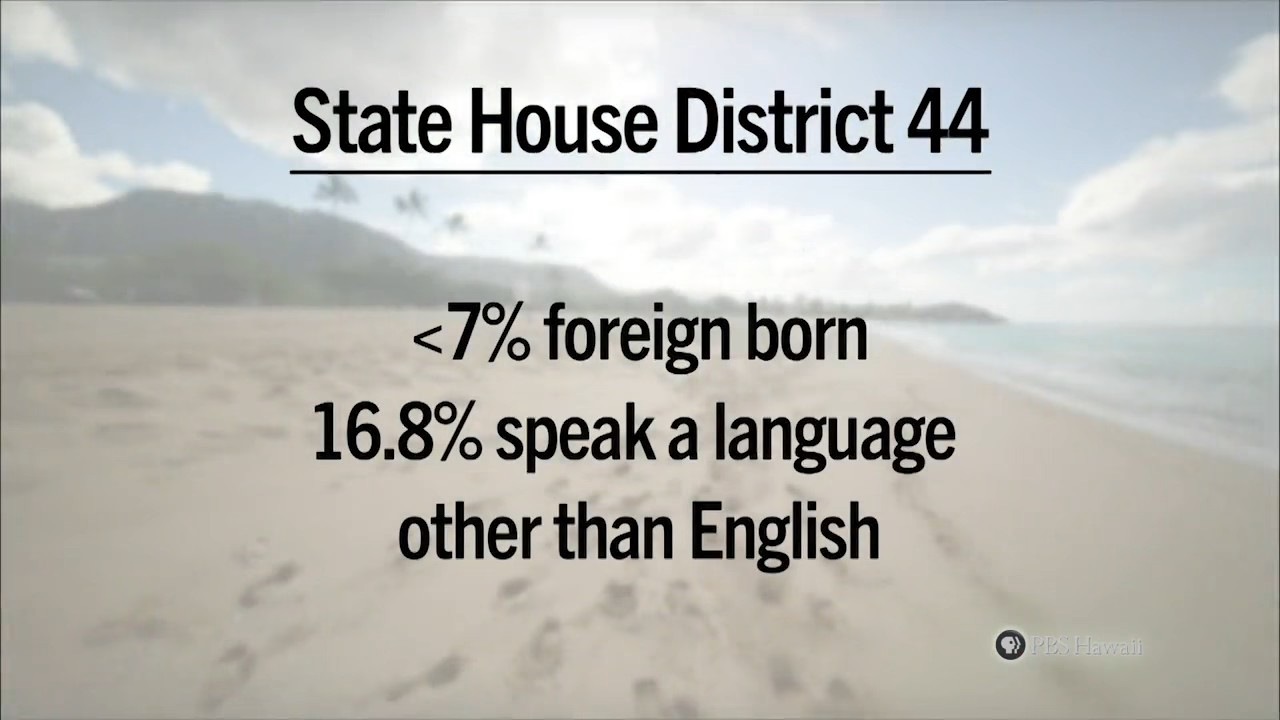 State House District 44
<7% foreign born
16.8% speak a language
other than English
PBS Hawaii